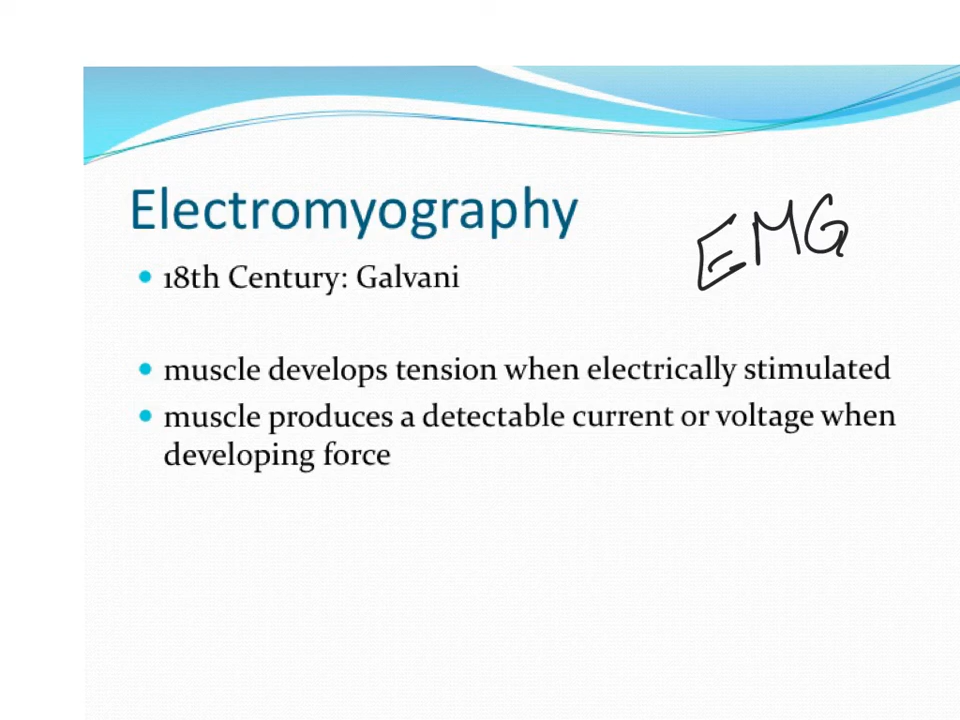 Electromyography
EMG
• 18th Century: Galvani
• muscle develops tension when electrically stimulated
• muscle produces a detectable current or voltage when
developing force